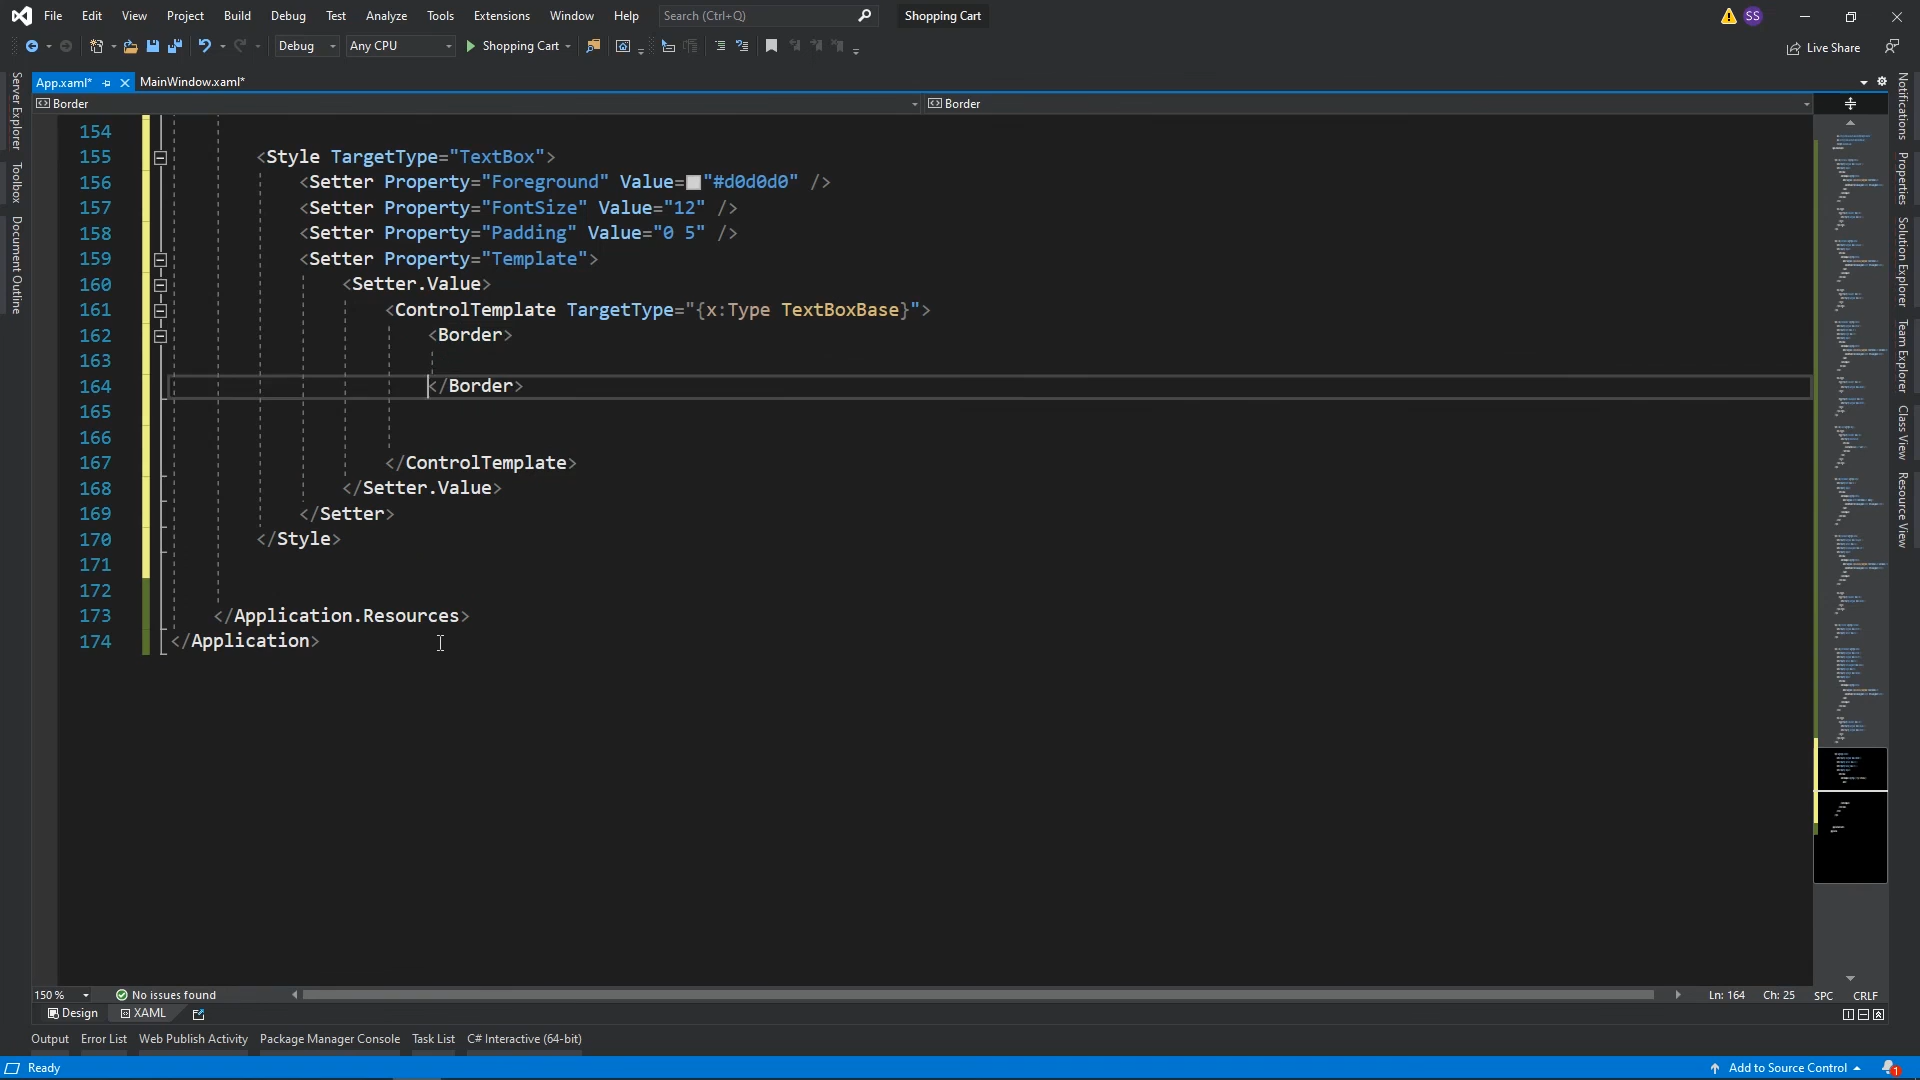 File Edit View Project Build Debug Test Analyze Tools Extensions Window Help Search (Ctrl+Q) Shopping Cart SS
Debug Any CPU Shopping Cart Live Share
App.xaml* MainWindow.xaml*
Border Border
154
155 <Style TargetType="TextBox">
156 <Setter Property="Foreground" Value="#d0d0d0" />
157 <Setter Property="FontSize" Value="12" />
158 <Setter Property="Padding" Value="0 5" />
159 <Setter Property="Template">
160 <Setter.Value>
161 <ControlTemplate TargetType="{x:Type TextBoxBase}">
162 <Border>
163
164 </Border>
165
166
167 </ControlTemplate>
168 </Setter.Value>
169 </Setter>
170 </Style>
171
172
173 </Application.Resources>
174 </Application>
Server Explorer
Toolbox
Document Outline
Notifications
Properties
Solution Explorer
Team Explorer
Class View
Resource View
150 % No issues found Ln: 164 Ch: 25 SPC CRLF
Design XAML
Output Error List Web Publish Activity Package Manager Console Task List C# Interactive (64-bit)
Ready Add to Source Control 1